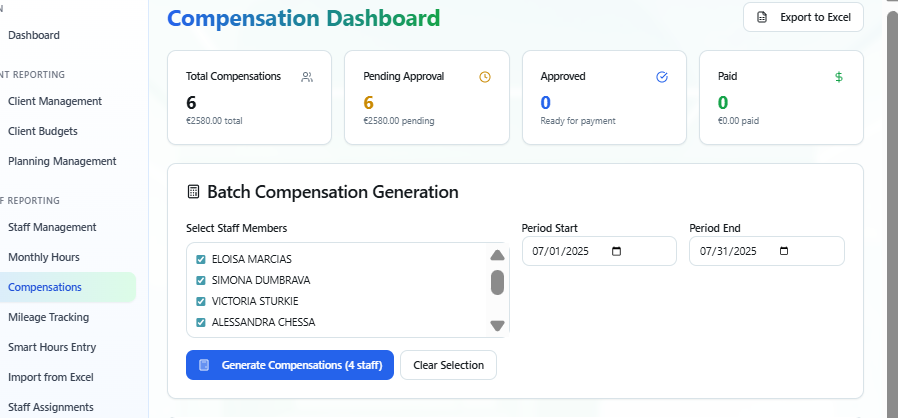 N
Compensation Dashboard
Export to Excel
Dashboard
Total Compensations
6
€2580.00 total
Pending Approval
6
€2580.00 pending
Approved
0
Ready for payment
Paid
$
0
€0.00 paid
NT REPORTING
Client Management
Client Budgets
Planning Management
F REPORTING
Staff Management
Monthly Hours
Compensations
Mileage Tracking
Smart Hours Entry
Import from Excel
Staff Assignments
Batch Compensation Generation
Select Staff Members
ELOISA MARCIAS
SIMONA DUMBRAVA
VICTORIA STURKIE
ALESSANDRA CHESSA
Period Start
07/01/2025
Period End
07/31/2025
Generate Compensations (4 staff)
Clear Selection